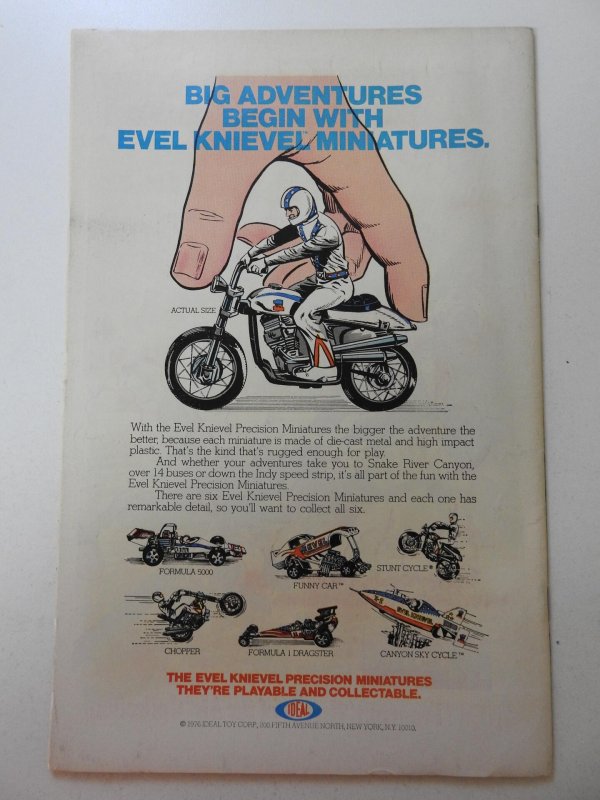 BIG ADVENTURES
BEGIN WITH
EVEL KNIEVEL™ MINIATURES.
ACTUAL SIZE
With the Evel Knievel Precision Miniatures the bigger the adventure the
better, because each miniature is made of die-cast metal and high impact
plastic. That's the kind that's rugged enough for play.
And whether your adventures take you to Snake River Canyon,
over 14 buses or down the Indy speed strip, it's all part of the fun with the
Evel Knievel Precision Miniatures.
There are six Evel Knievel Precision Miniatures and each one has
remarkable detail, so you'll want to collect all six.
EVEL
EVEL KNIEVEL
FORMULA 5000
FUNNY CAR™
STUNT CYCLE®
CHOPPER
FORMULA 1 DRAGSTER
CANYON SKY CYCLE™
THE EVEL KNIEVEL PRECISION MINIATURES
THEY'RE PLAYABLE AND COLLECTABLE.
IDEAL
© 1976 IDEAL TOY CORP., 200 FIFTH AVENUE NORTH, NEW YORK, N.Y. 10010.